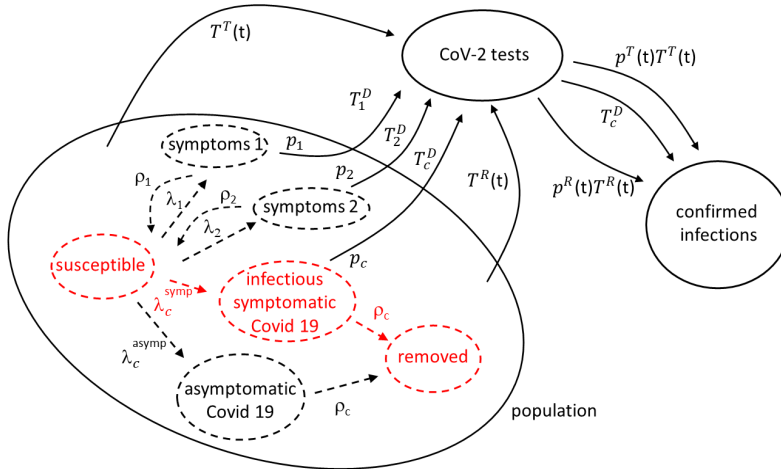 T^T(t)
CoV-2 tests
p^T(t)T^T(t)
T_1^D
T_2^D
T_c^D
T_c^D
symptoms 1
p_1
p_2
T^R(t)
p^R(t)T^R(t)
ρ_1
λ_1
ρ_2
symptoms 2
λ_2
confirmed
infections
susceptible
p_c
infectious
symptomatic
Covid 19
λ_c^symp
ρ_c
removed
λ_c^asymp
asymptomatic
Covid 19
ρ_c
population